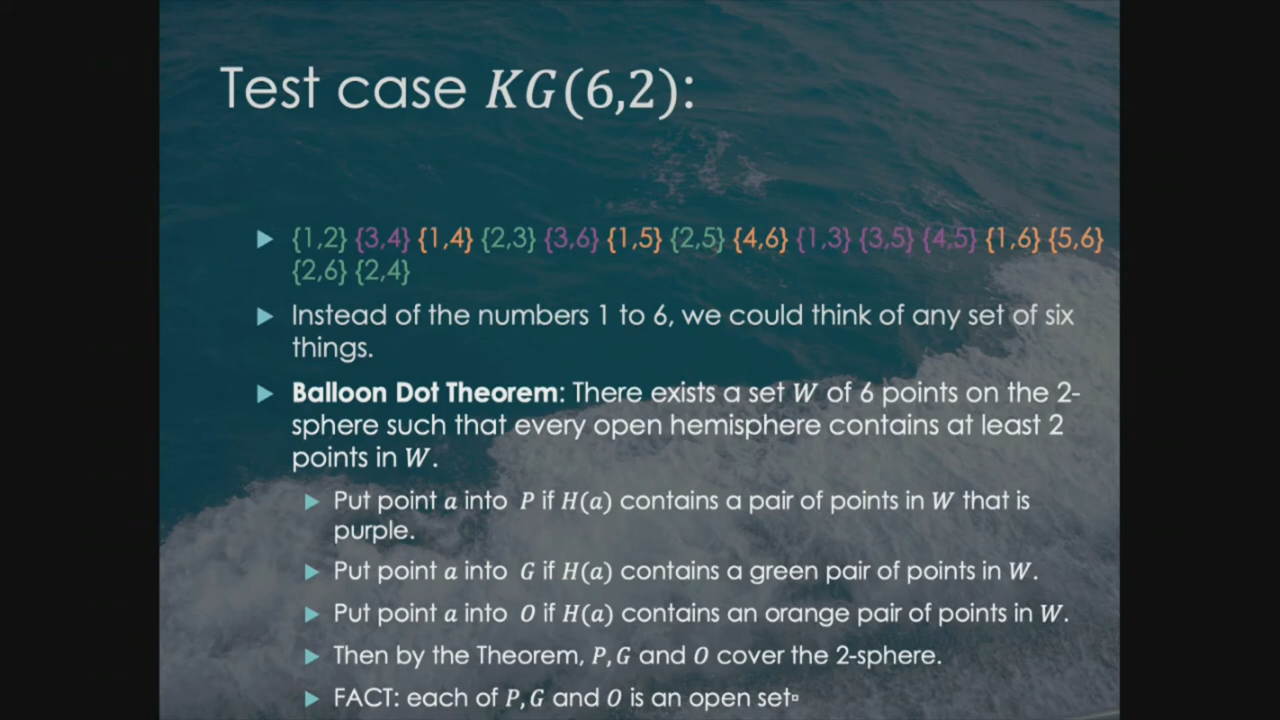 Test case KG(6,2):
{1,2} {3,4} {1,4} {2,3} {3,6} {1,5} {2,5} {4,6} {1,3} {3,5} {4,5} {1,6} {5,6}
{2,6} {2,4}
Instead of the numbers 1 to 6, we could think of any set of six
things.
Balloon Dot Theorem: There exists a set W of 6 points on the 2-
sphere such that every open hemisphere contains at least 2
points in W.
Put point a into P if H(a) contains a pair of points in W that is
purple.
Put point a into G if H(a) contains a green pair of points in W.
Put point a into O if H(a) contains an orange pair of points in W.
Then by the Theorem, P, G and O cover the 2-sphere.
FACT: each of P, G and O is an open set▫